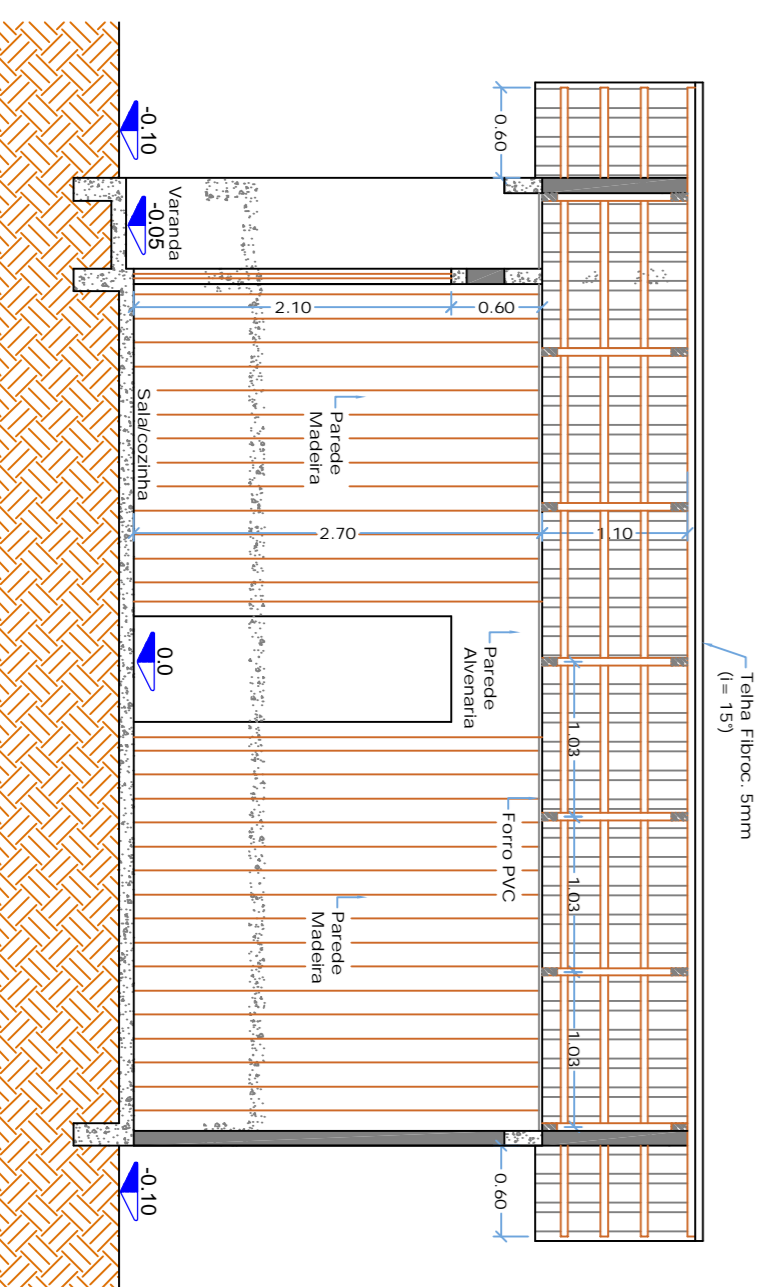 Telha Fibroc. 5mm
(i= 15°)
0.60
1.10
1.03
1.03
1.03
0.60
Forro PVC
0.60
2.10
2.70
Parede
Madeira
Parede
Alvenaria
Parede
Madeira
Varanda
-0.05
Sala/cozinha
0.0
-0.10
-0.10